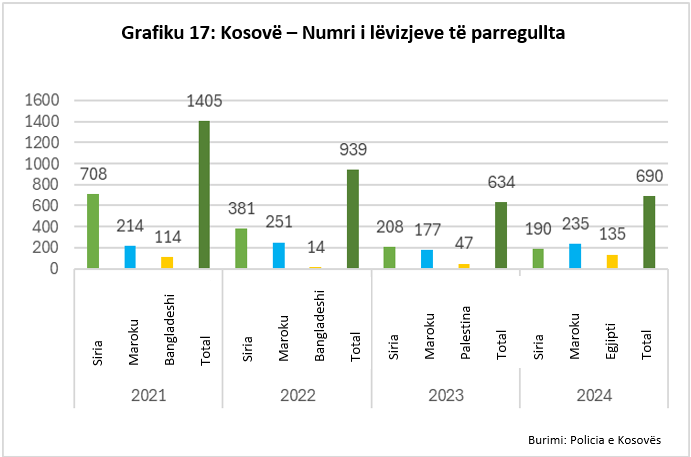 Grafiku 17: Kosovë – Numri i lëvizjeve të parregullta
1600
1400
1200
1000
800
600
400
200
0
708
214
114
1405
381
251
14
939
208
177
47
634
190
235
135
690
Siria
Maroku
Bangladeshi
Total
Siria
Maroku
Bangladeshi
Total
Siria
Maroku
Palestina
Total
Siria
Maroku
Egjipti
Total
2021
2022
2023
2024
Burimi: Policia e Kosovës